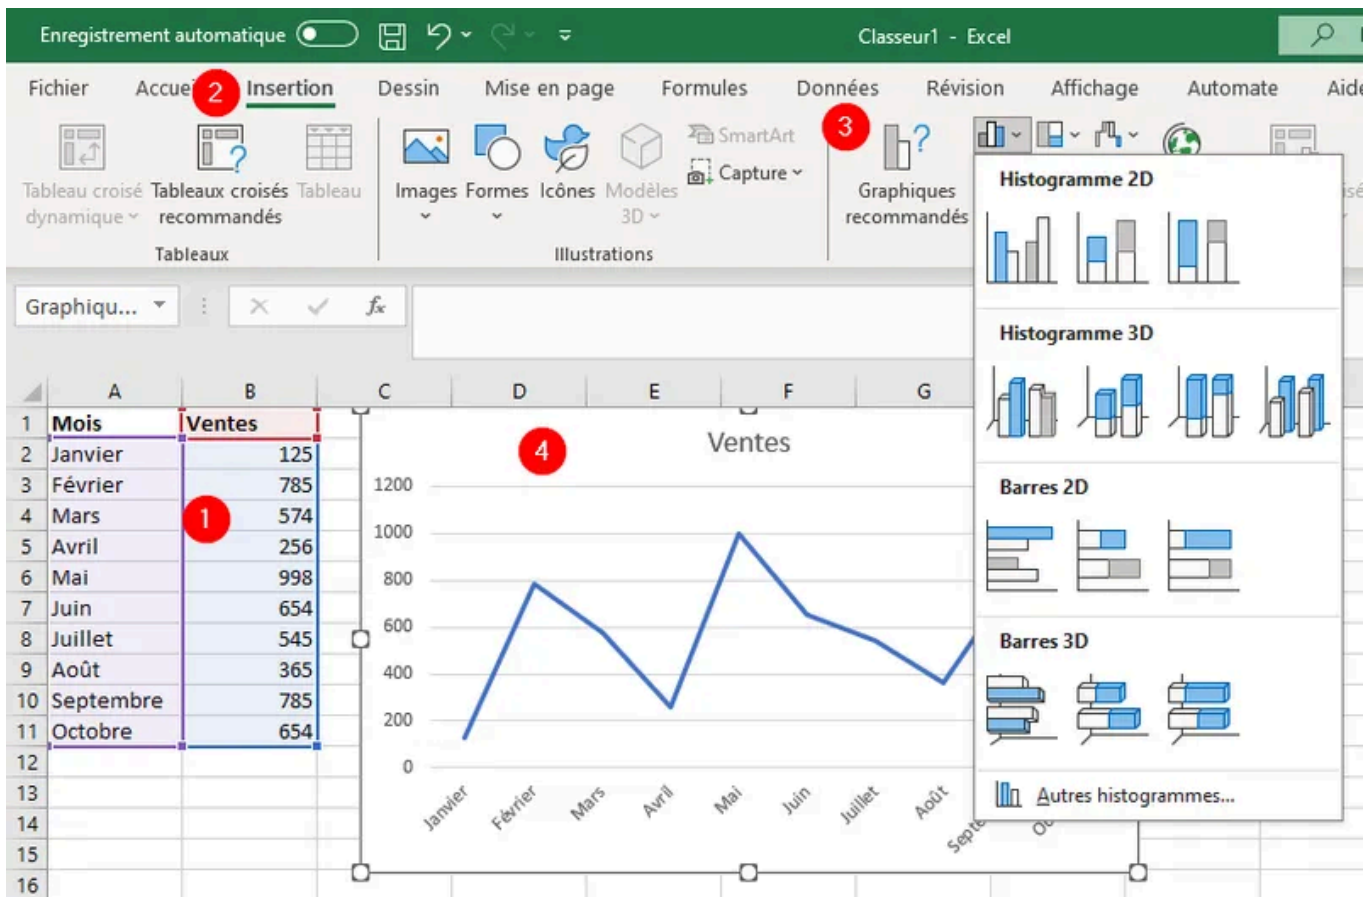 Enregistrement automatique Classeur1 - Excel
Fichier Accuei 2 Insertion Dessin Mise en page Formules Données Révision Affichage Automate Aide
3
Tableau croisé dynamique
Tableaux croisés recommandés
Tableau
Images Formes Icônes
Modèles 3D
SmartArt
Capture
Graphiques recommandés
Tableaux Illustrations
Histogramme 2D
Histogramme 3D
Barres 2D
Barres 3D
Autres histogrammes...
Graphiqu... fx
A B C D E F G
1 Mois Ventes
2 Janvier 125
3 Février 785
4 Mars 574
5 Avril 256
6 Mai 998
7 Juin 654
8 Juillet 545
9 Août 365
10 Septembre 785
11 Octobre 654
12
13
14
15
16
1
4
Ventes
1200
1000
800
600
400
200
0
Janvier Février Mars Avril Mai Juin Juillet Août